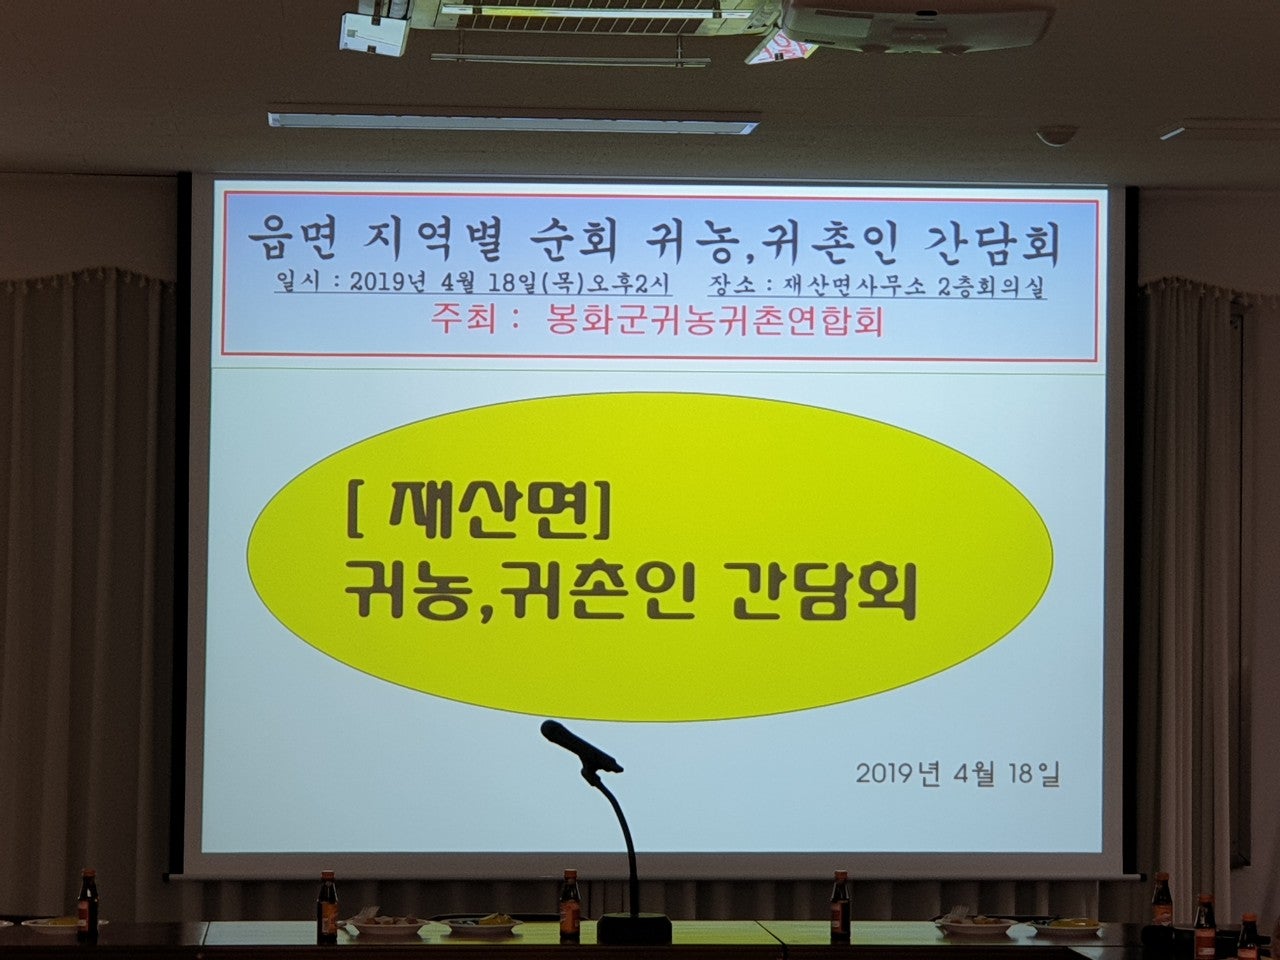 읍면 지역별 순회 귀농,귀촌인 간담회
일시 : 2019년 4월 18일(목)오후2시 장소 : 재산면사무소 2층회의실
주최 : 봉화군귀농귀촌연합회
[ 재산면]
귀농,귀촌인 간담회
2019년 4월 18일